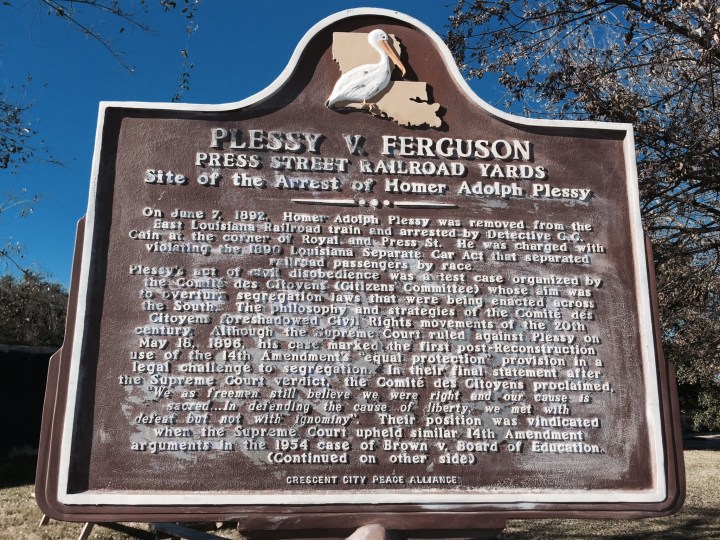 PLESSY V. FERGUSON
PRESS STREET RAILROAD YARDS
Site of the Arrest of Homer Adolph Plessy
On June 7, 1892, Homer Adolph Plessy was removed from the
East Louisiana Railroad train and arrested by Detective C.C.
Cain at the corner of Royal and Press St. He was charged with
violating the 1890 Louisiana Separate Car Act that separated
railroad passengers by race.
Plessy's act of civil disobedience was a test case organized by
the Comité des Citoyens (Citizens Committee) whose aim was
to overturn segregation laws that were being enacted across
the South. The philosophy and strategies of the Comité des
Citoyens foreshadowed Civil Rights movements of the 20th
century. Although the Supreme Court ruled against Plessy on
May 18, 1896, his case marked the first post-Reconstruction
use of the 14th Amendment's "equal protection" provision in a
legal challenge to segregation. In their final statement after
the Supreme Court verdict, the Comité des Citoyens proclaimed,
"We as freemen still believe we were right and our cause is
sacred...In defending the cause of liberty, we met with
defeat but not with ignominy". Their position was vindicated
when the Supreme Court upheld similar 14th Amendment
arguments in the 1954 case of Brown v. Board of Education.
(Continued on other side)
CRESCENT CITY PEACE ALLIANCE